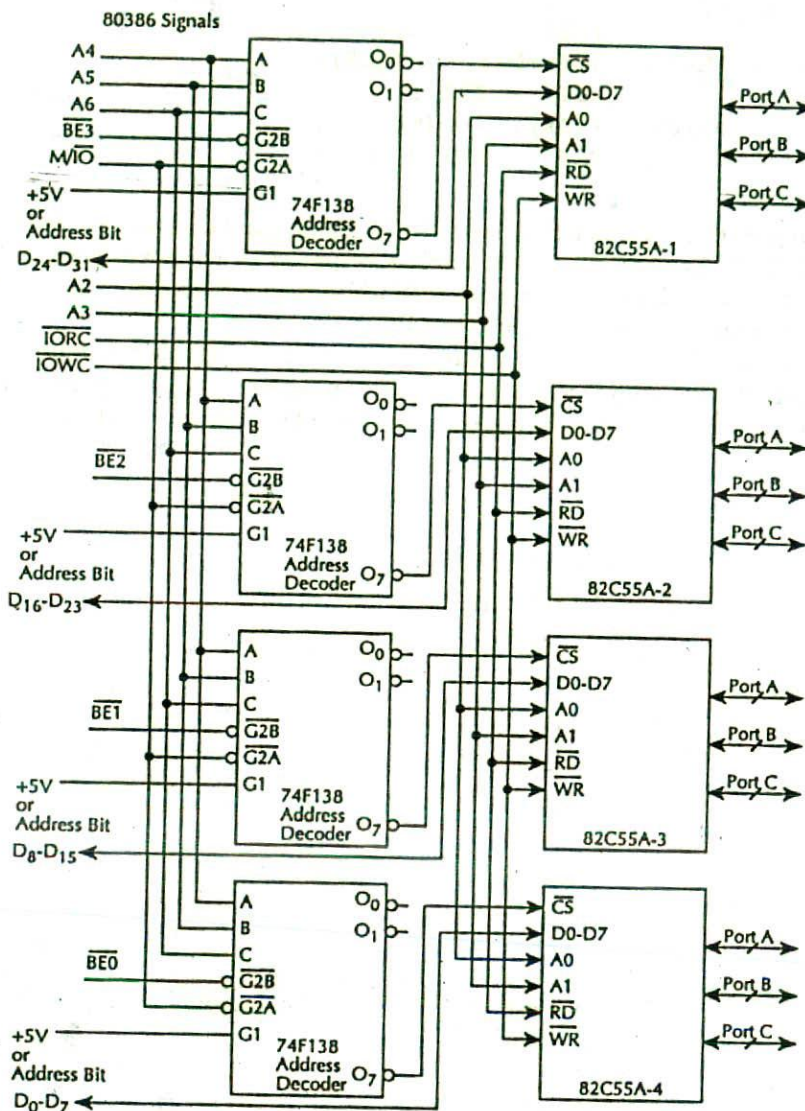 80386 Signals
A4
A5
A6
BE3
M/IO
+5V
or
Address Bit
D24-D31
A2
A3
IORC
IOWC
A
B
C
G2B
G2A
G1
O0
O1
74F138
Address
Decoder
O7
CS
D0-D7
A0
A1
RD
WR
82C55A-1
Port A
Port B
Port C
BE2
+5V
or
Address Bit
D16-D23
A
B
C
G2B
G2A
G1
O0
O1
74F138
Address
Decoder
O7
CS
D0-D7
A0
A1
RD
WR
82C55A-2
Port A
Port B
Port C
BE1
+5V
or
Address Bit
D8-D15
A
B
C
G2B
G2A
G1
O0
O1
74F138
Address
Decoder
O7
CS
D0-D7
A0
A1
RD
WR
82C55A-3
Port A
Port B
Port C
BE0
+5V
or
Address Bit
D0-D7
A
B
C
G2B
G2A
G1
O0
O1
74F138
Address
Decoder
O7
CS
D0-D7
A0
A1
RD
WR
82C55A-4
Port A
Port B
Port C